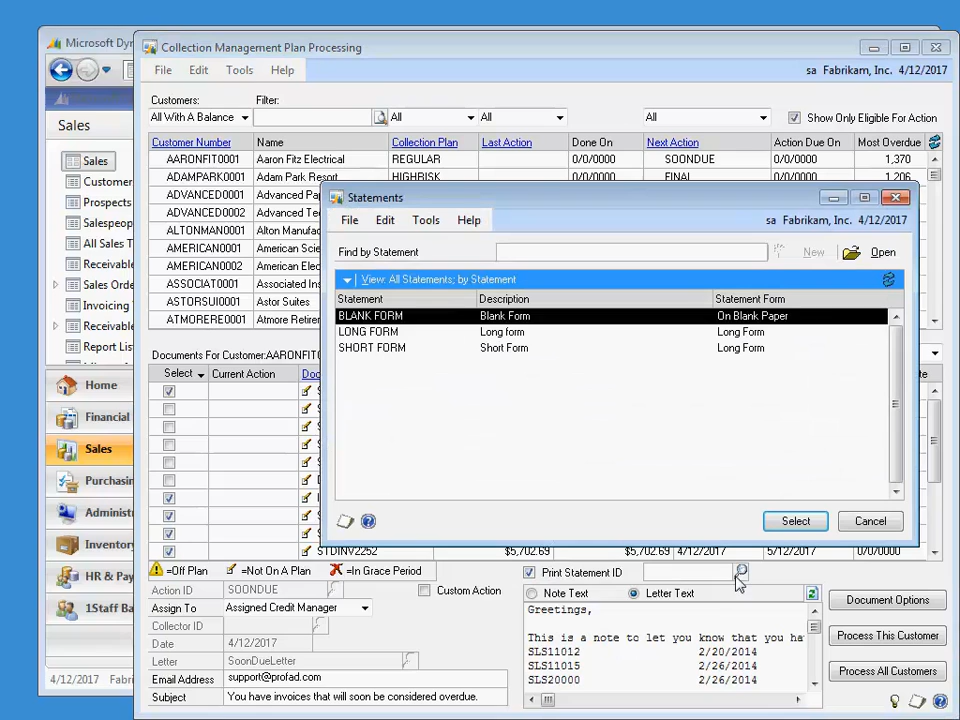 Microsoft Dyn
Collection Management Plan Processing
File Edit Tools Help
sa Fabrikam, Inc. 4/12/2017
Customers: Filter:
All With A Balance All All All Show Only Eligible For Action
Sales
Customer Number Name Collection Plan Last Action Done On Next Action Action Due On Most Overdue
Sales
AARONFIT0001 Aaron Fitz Electrical REGULAR 0/0/0000 SOONDUE 0/0/0000 1,370
Customer
ADAMPARK0001 Adam Park Resort HIGHRISK 0/0/0000 FINAL 0/0/0000 1,206
Prospects
ADVANCED0001 Advanced Pa
Salespeop
ADVANCED0002 Advanced Tec
All Sales T
ALTONMAN0001 Alton Manufac
Receivable
AMERICAN0001 American Scien
Sales Orde
AMERICAN0002 American Electr
Invoicing
ASSOCIAT0001 Associated Ins
Receivable
ASTORSUI0001 Astor Suites
Report List
ATMORERE0001 Atmore Retirem
Statements
File Edit Tools Help
sa Fabrikam, Inc. 4/12/2017
Find by Statement New Open
View: All Statements; by Statement
Statement Description Statement Form
BLANK FORM Blank Form On Blank Paper
LONG FORM Long form Long Form
SHORT FORM Short Form Long Form
Select Cancel
Documents For Customer:AARONFIT0
Select Current Action Doc
Home
Financial
Sales
Purchasin
Administr
Inventory
HR & Pay
1Staff Ba
4/12/2017 Fabri
STDINV2252 $5,702.69 $5,702.69 4/12/2017 5/12/2017 0/0/0000
=Off Plan =Not On A Plan =In Grace Period
Print Statement ID
Action ID SOONDUE Custom Action
Assign To Assigned Credit Manager
Collector ID
Date 4/12/2017
Letter SoonDueLetter
Email Address support@profad.com
Subject You have invoices that will soon be considered overdue.
Note Text Letter Text
Greetings,
This is a note to let you know that you ha
SLS11012 2/20/2014
SLS11015 2/26/2014
SLS20000 2/26/2014
Document Options
Process This Customer
Process All Customers